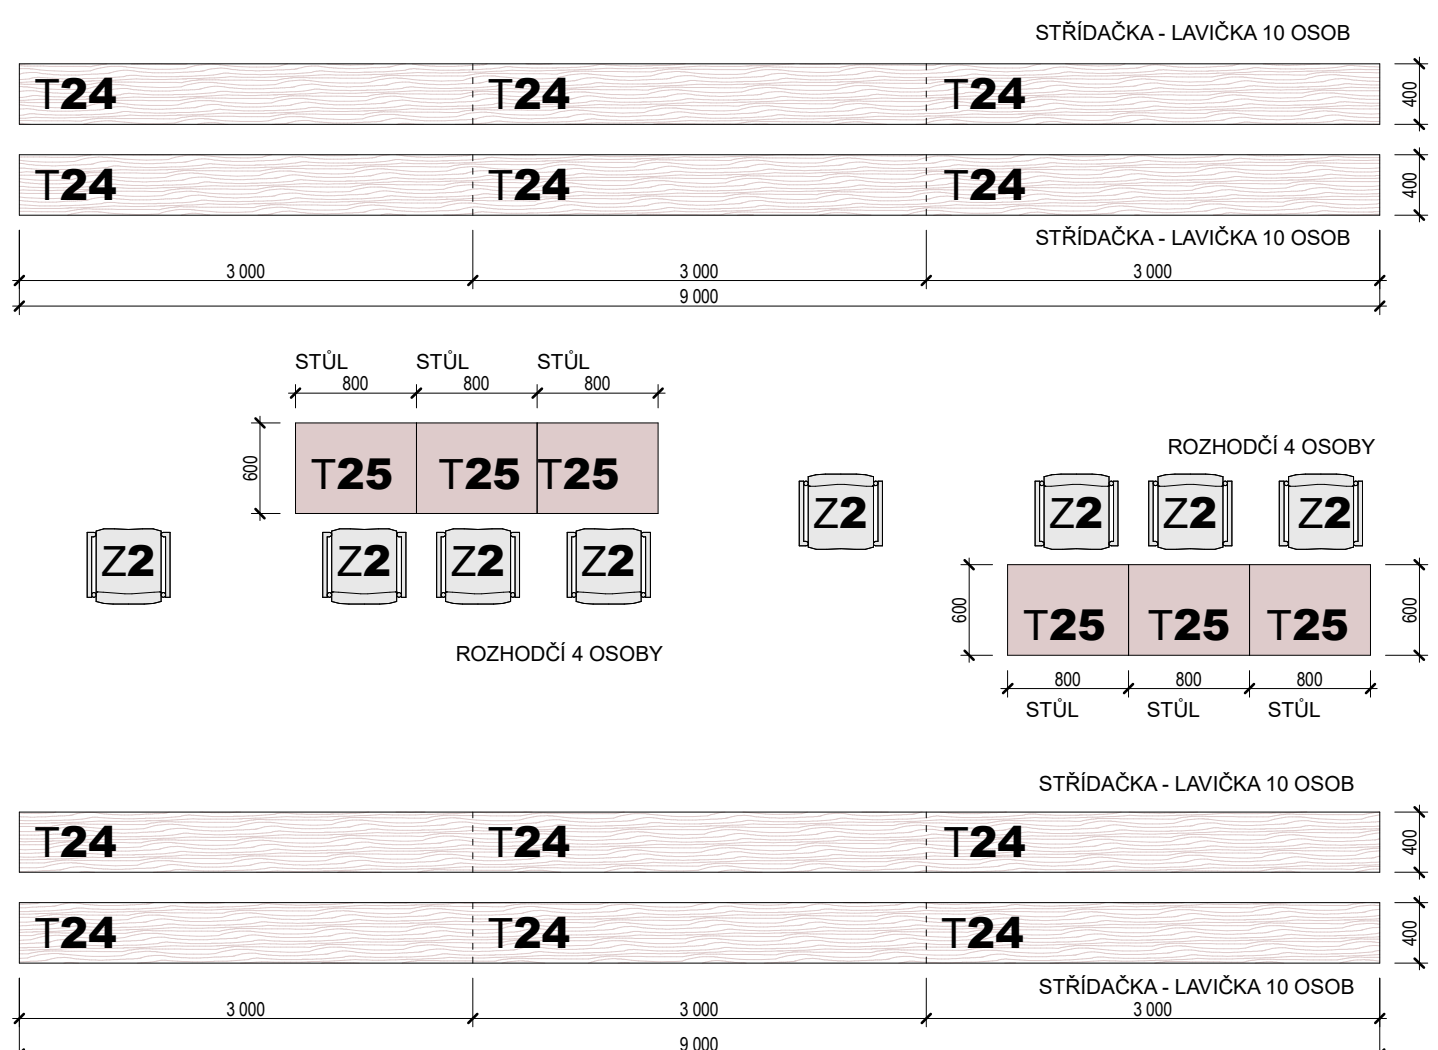 STŘÍDAČKA - LAVIČKA 10 OSOB
T24 T24 T24
400
T24 T24 T24
400
STŘÍDAČKA - LAVIČKA 10 OSOB
3 000 3 000 3 000
9 000
STŮL STŮL STŮL
800 800 800
600
T25 T25 T25
ROZHODČÍ 4 OSOBY
Z2 Z2 Z2 Z2
Z2 Z2 Z2 Z2
ROZHODČÍ 4 OSOBY
600
T25 T25 T25
600
800 800 800
STŮL STŮL STŮL
STŘÍDAČKA - LAVIČKA 10 OSOB
T24 T24 T24
400
T24 T24 T24
400
STŘÍDAČKA - LAVIČKA 10 OSOB
3 000 3 000 3 000
9 000